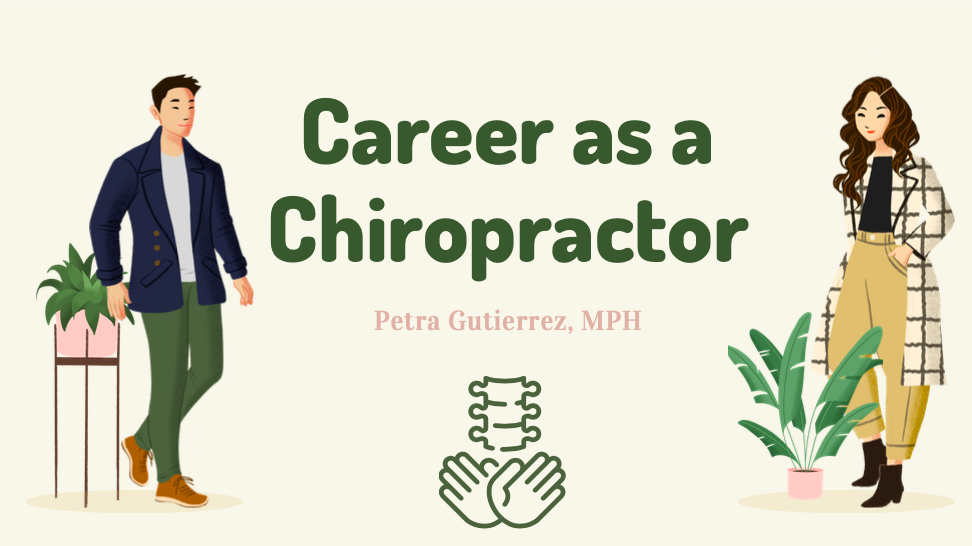 Career as a
Chiropractor
Petra Gutierrez, MPH